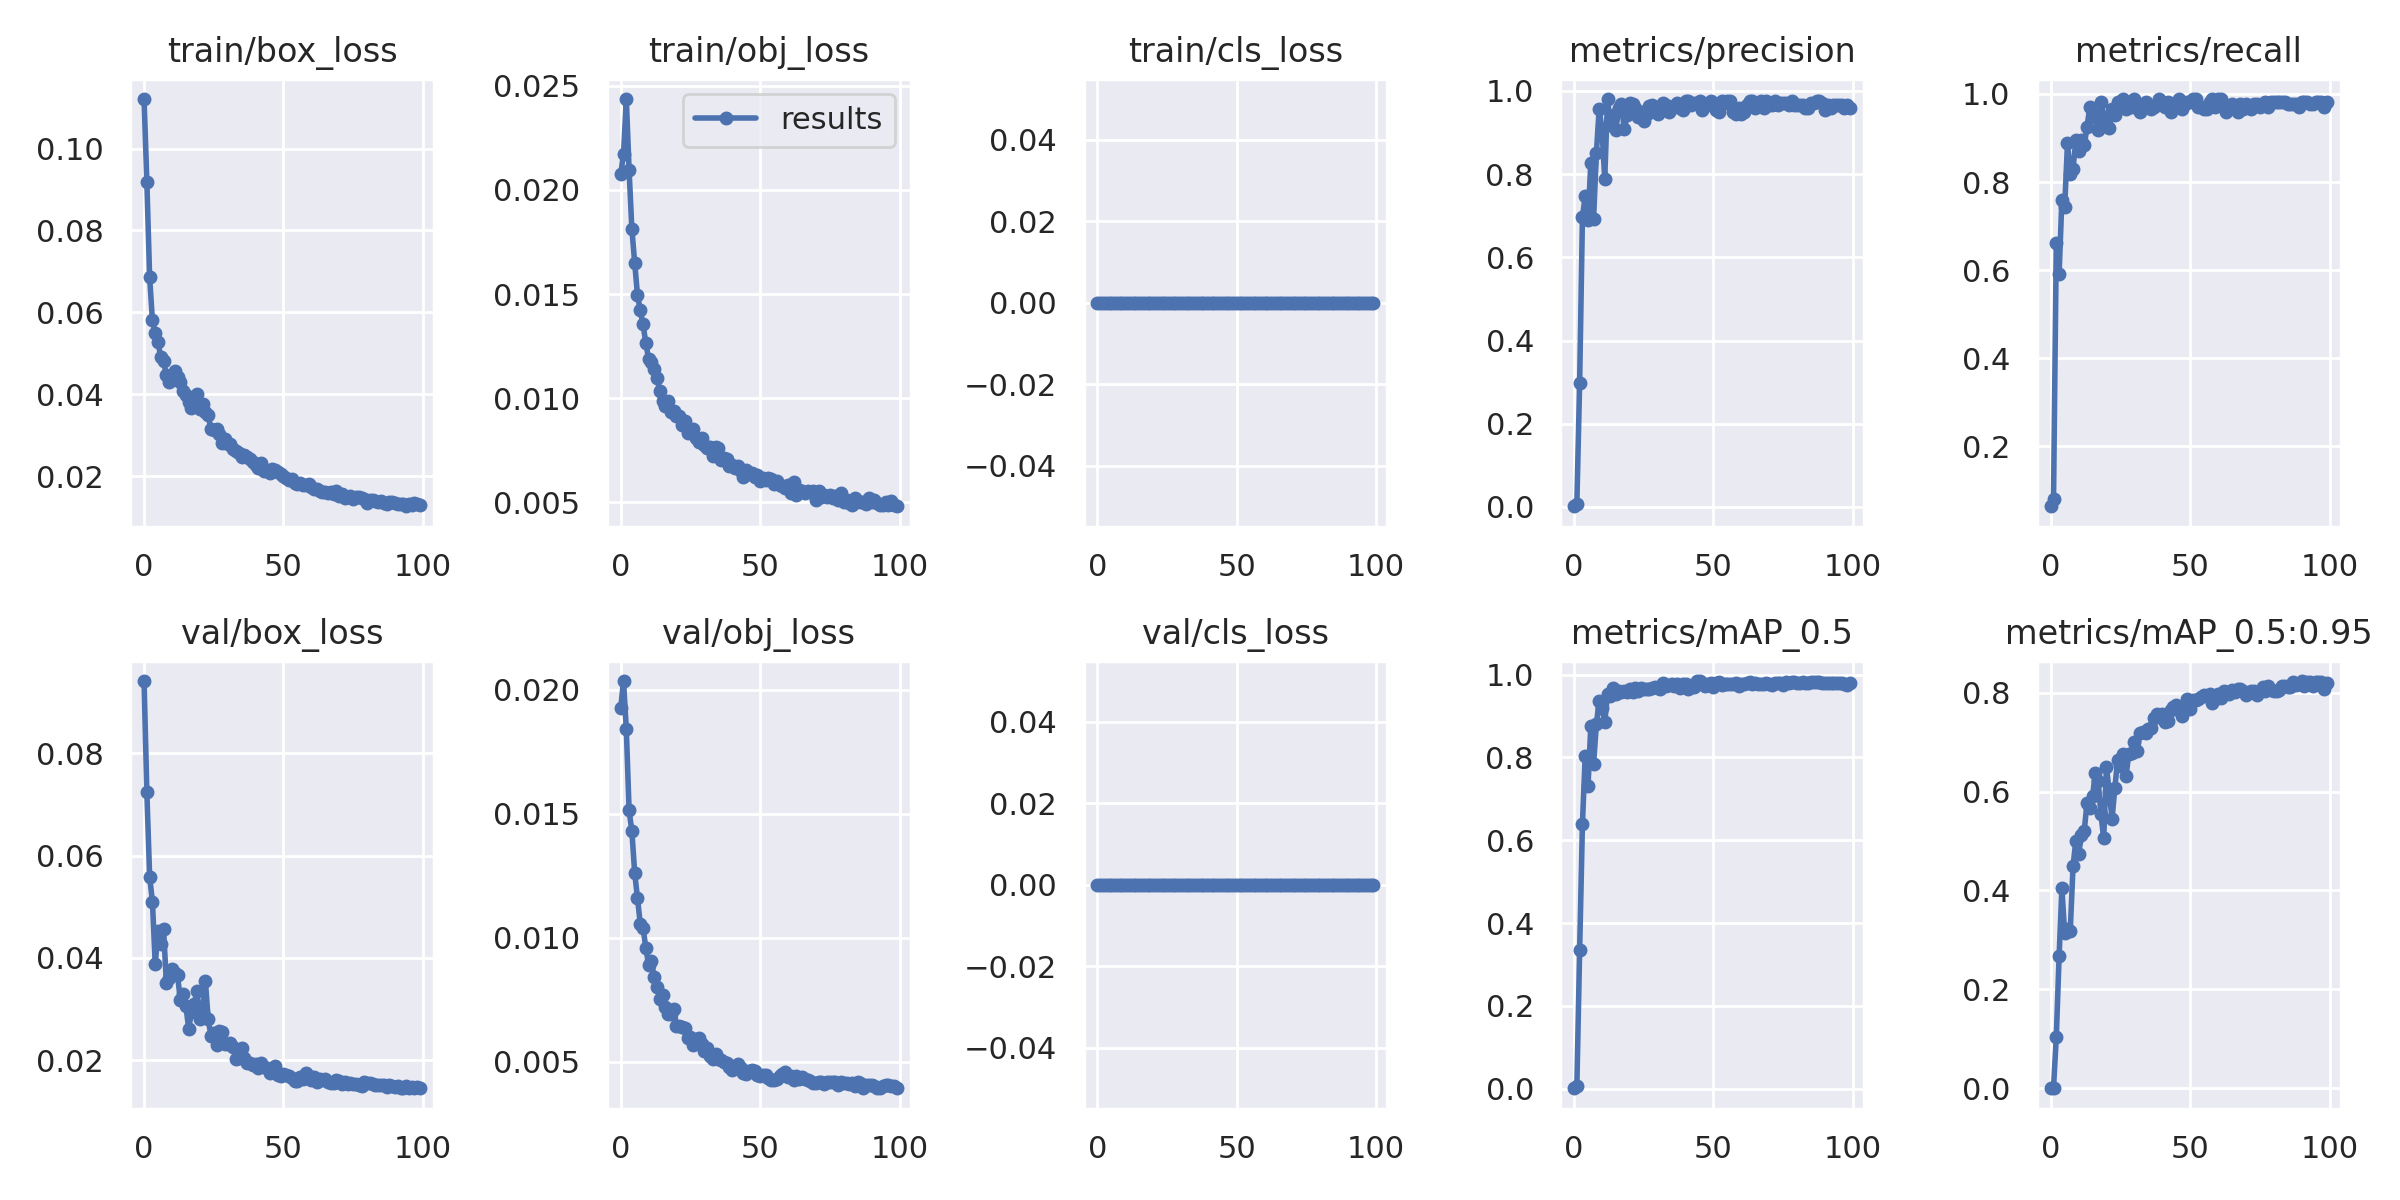 train/box_loss
0.10
0.08
0.06
0.04
0.02
0 50 100
train/obj_loss
results
0.025
0.020
0.015
0.010
0.005
0 50 100
train/cls_loss
0.04
0.02
0.00
−0.02
−0.04
0 50 100
metrics/precision
1.0
0.8
0.6
0.4
0.2
0.0
0 50 100
metrics/recall
1.0
0.8
0.6
0.4
0.2
0 50 100
val/box_loss
0.08
0.06
0.04
0.02
0 50 100
val/obj_loss
0.020
0.015
0.010
0.005
0 50 100
val/cls_loss
0.04
0.02
0.00
−0.02
−0.04
0 50 100
metrics/mAP_0.5
1.0
0.8
0.6
0.4
0.2
0.0
0 50 100
metrics/mAP_0.5:0.95
0.8
0.6
0.4
0.2
0.0
0 50 100